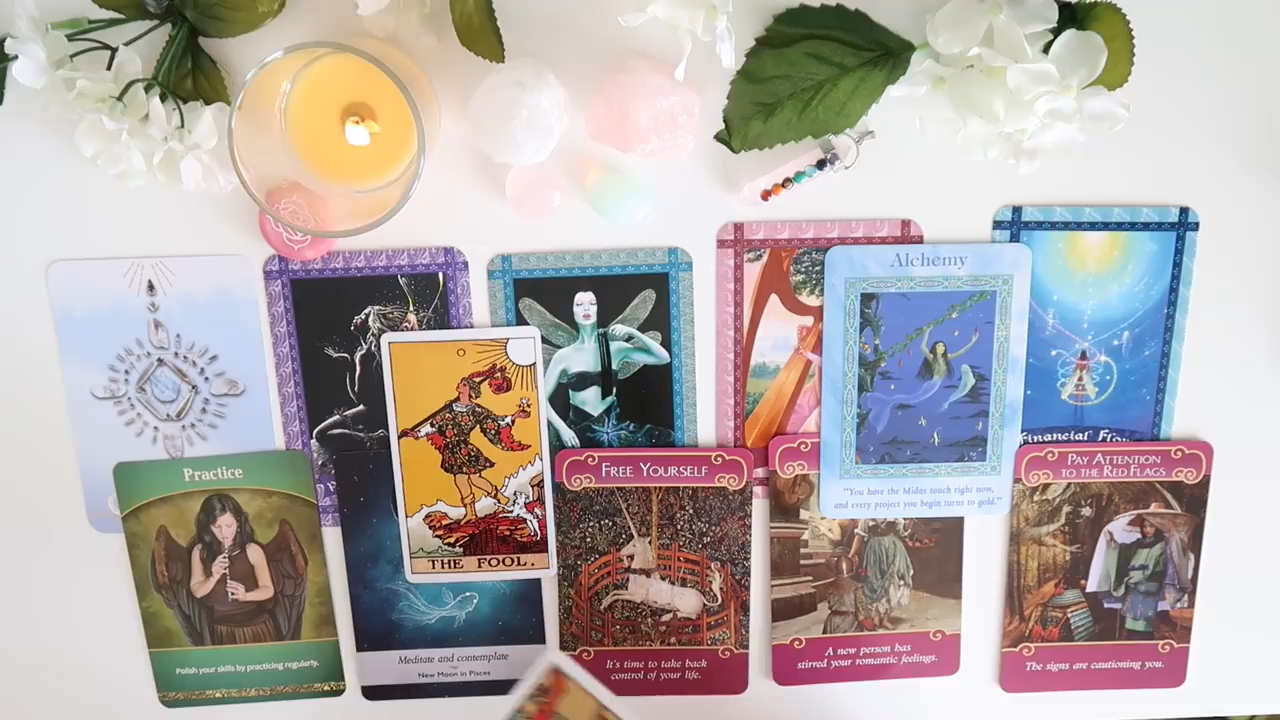 Alchemy
"You have the Midas touch right now,
and every project you begin turns to gold."
Financial Flow
Practice
Polish your skills by practicing regularly.
THE FOOL.
Meditate and contemplate
New Moon in Pisces
FREE YOURSELF
It's time to take back
control of your life.
A new person has
stirred your romantic feelings.
PAY ATTENTION
TO THE RED FLAGS
The signs are cautioning you.